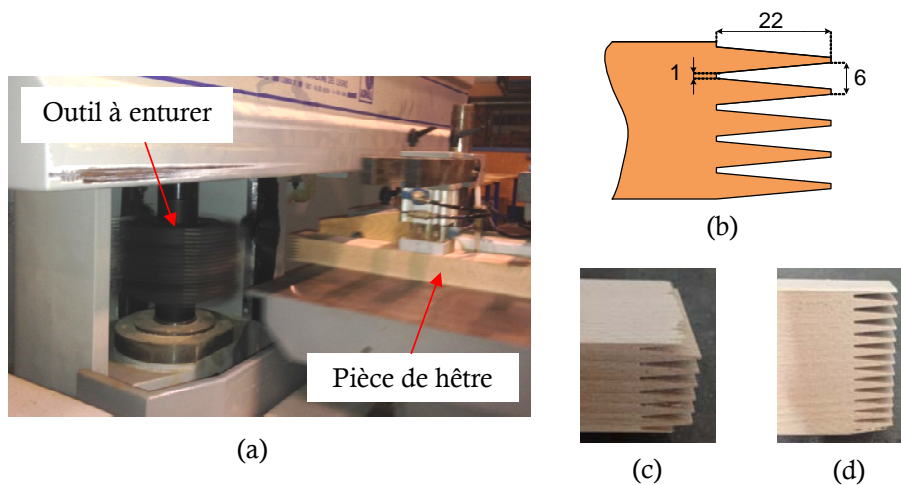 Outil à enturer
Pièce de hêtre
(a)
22
1
6
(b)
(c)
(d)